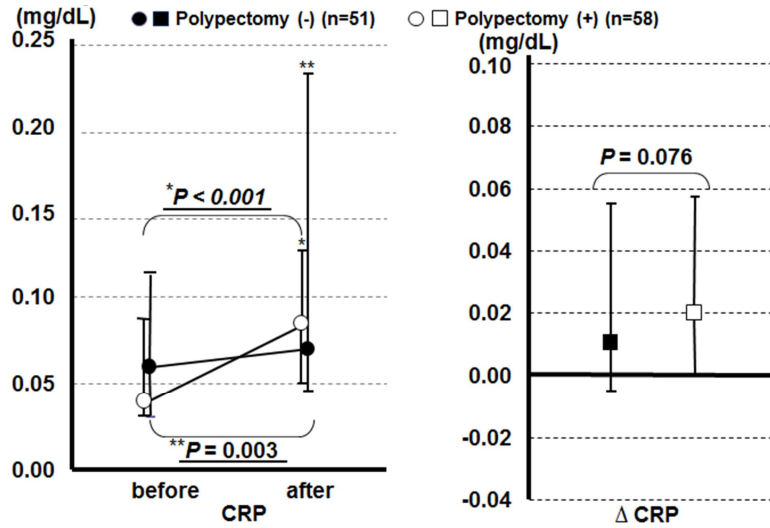 (mg/dL)
Polypectomy (-) (n=51)
Polypectomy (+) (n=58)
(mg/dL)
0.25
0.20
0.15
0.10
0.05
0.00
**
*P < 0.001
*
**P = 0.003
before
after
CRP
0.10
0.08
0.06
0.04
0.02
0.00
-0.02
-0.04
P = 0.076
Δ CRP